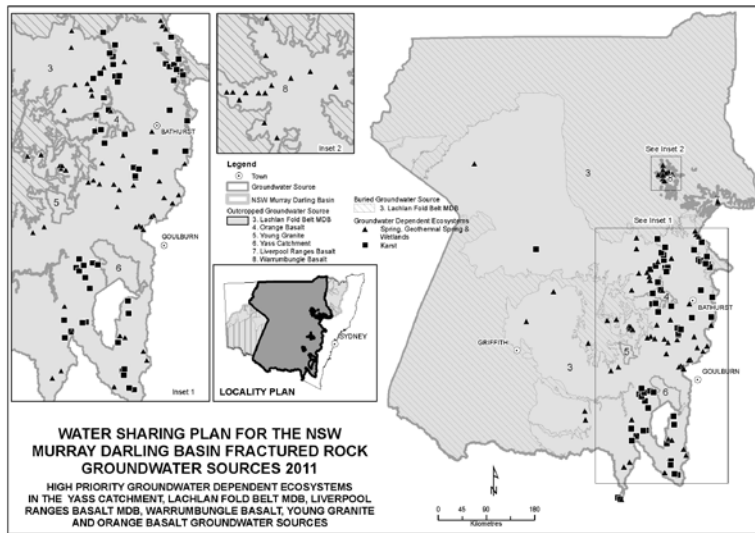 3
4
BATHURST
5
GOULBURN
6
Inset 1
8
Inset 2
Legend
Town
Groundwater Source
NSW Murray Darling Basin
Outcropped Groundwater Source
3. Lachlan Fold Belt MDB
4. Orange Basalt
5. Young Granite
6. Yass Catchment
7. Liverpool Ranges Basalt
8. Warrumbungle Basalt
Buried Groundwater Source
3. Lachlan Fold Belt MDB
Groundwater Dependent Ecosystems
Spring, Geothermal Spring &
Wetlands
Karst
SYDNEY
LOCALITY PLAN
3
See Inset 2
See Inset 1
4
BATHURST
GRIFFITH
5
GOULBURN
3
6
N
80 40 0 80 180
Kilometres
WATER SHARING PLAN FOR THE NSW
MURRAY DARLING BASIN FRACTURED ROCK
GROUNDWATER SOURCES 2011
HIGH PRIORITY GROUNDWATER DEPENDENT ECOSYSTEMS
IN THE YASS CATCHMENT, LACHLAN FOLD BELT MDB, LIVERPOOL
RANGES BASALT MDB, WARRUMBUNGLE BASALT, YOUNG GRANITE
AND ORANGE BASALT GROUNDWATER SOURCES